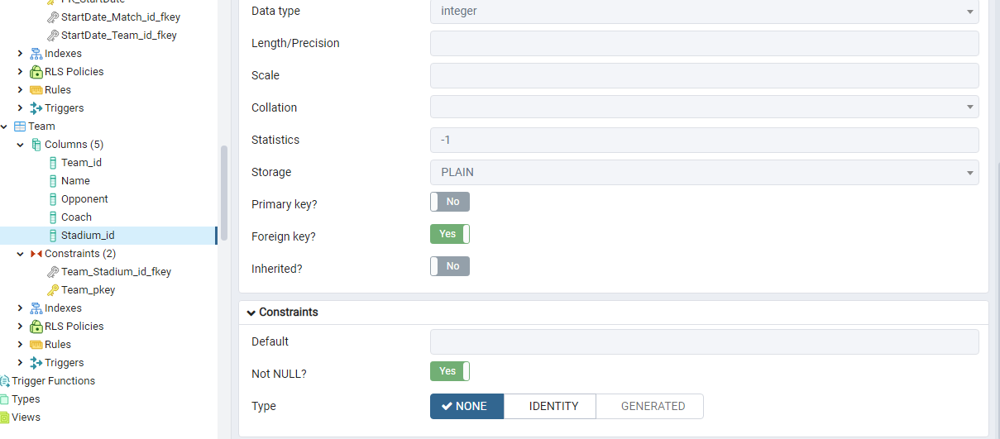 PK_StartDate
StartDate_Match_id_fkey
StartDate_Team_id_fkey
Indexes
RLS Policies
Rules
Triggers
Team
Columns (5)
Team_id
Name
Opponent
Coach
Stadium_id
Constraints (2)
Team_Stadium_id_fkey
Team_pkey
Indexes
RLS Policies
Rules
Triggers
Trigger Functions
Types
Views
Data type integer
Length/Precision
Scale
Collation
Statistics -1
Storage PLAIN
Primary key? No
Foreign key? Yes
Inherited? No
Constraints
Default
Not NULL? Yes
Type NONE IDENTITY GENERATED